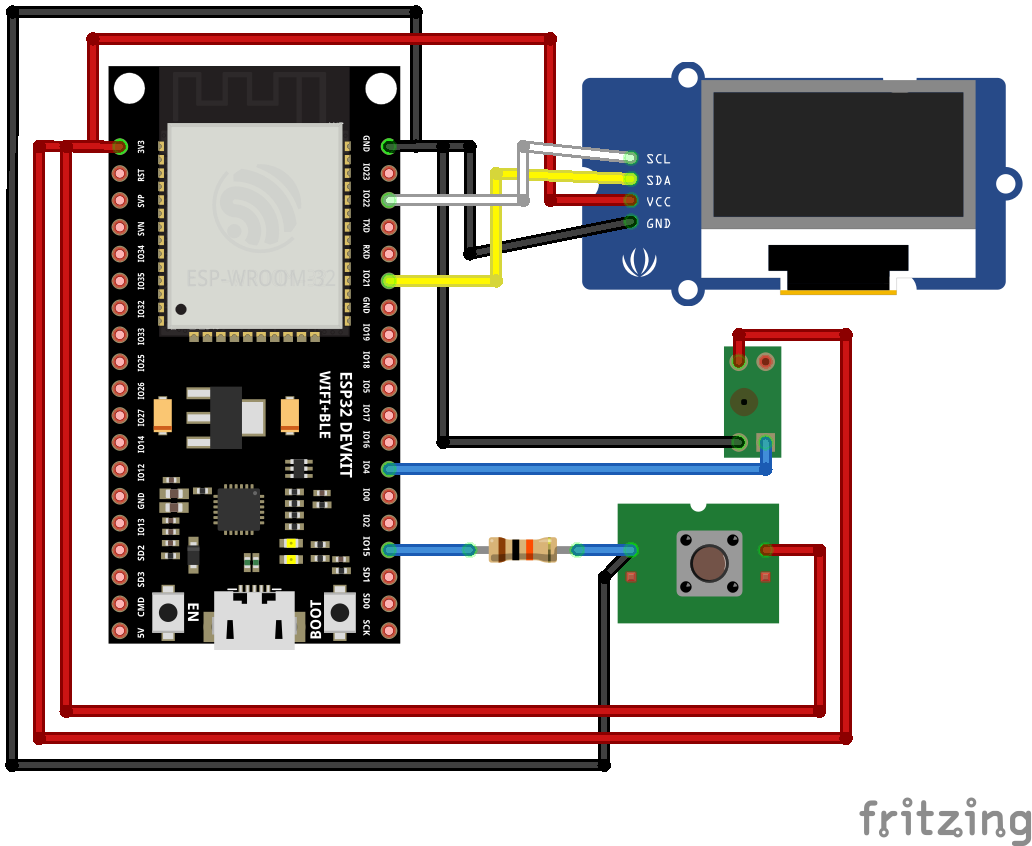 3V3
RST
SVP
SVN
IO34
IO35
IO32
IO33
IO25
IO26
IO27
IO14
IO12
GND
IO13
SD2
SD3
CMD
5V
ESP-WROOM-32
GND
IO23
IO22
TXD
RXD
IO21
GND
IO19
IO18
IO5
IO17
IO16
IO4
IO0
IO2
IO15
SD1
SD0
SCK
ESP32 DEVKIT
WIFI+BLE
EN
BOOT
SCL
SDA
VCC
GND
fritzing